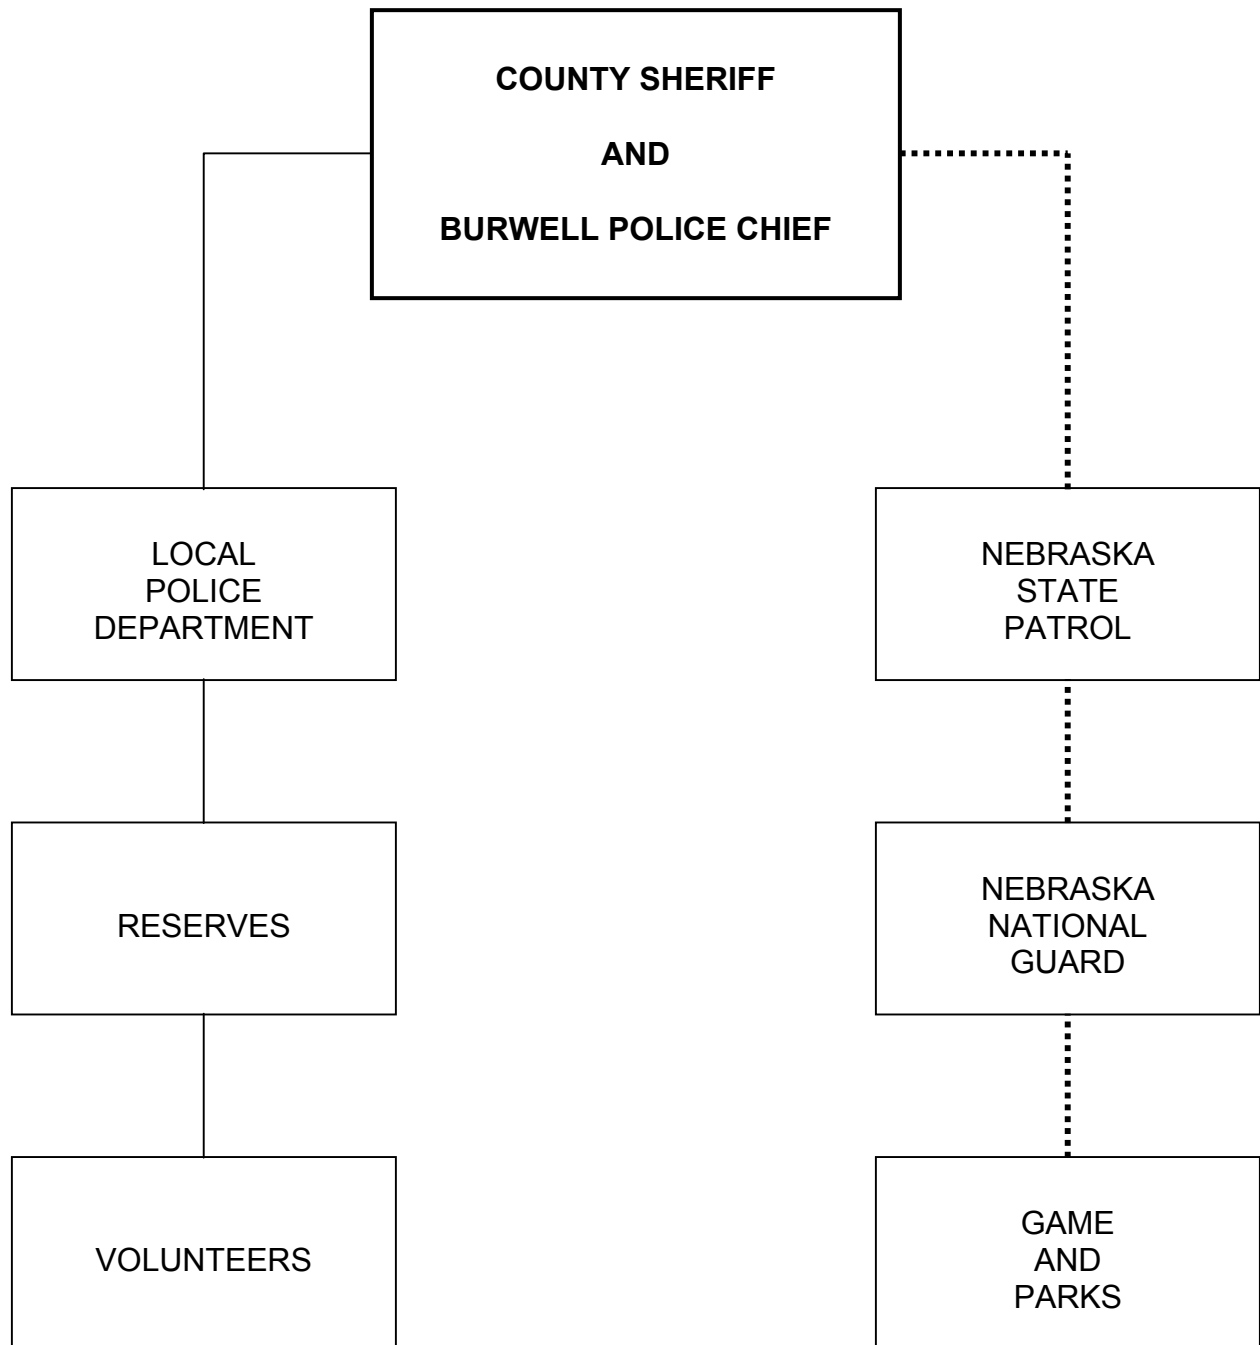 COUNTY SHERIFF
AND
BURWELL POLICE CHIEF
LOCAL
POLICE
DEPARTMENT
NEBRASKA
STATE
PATROL
RESERVES
NEBRASKA
NATIONAL
GUARD
VOLUNTEERS
GAME
AND
PARKS